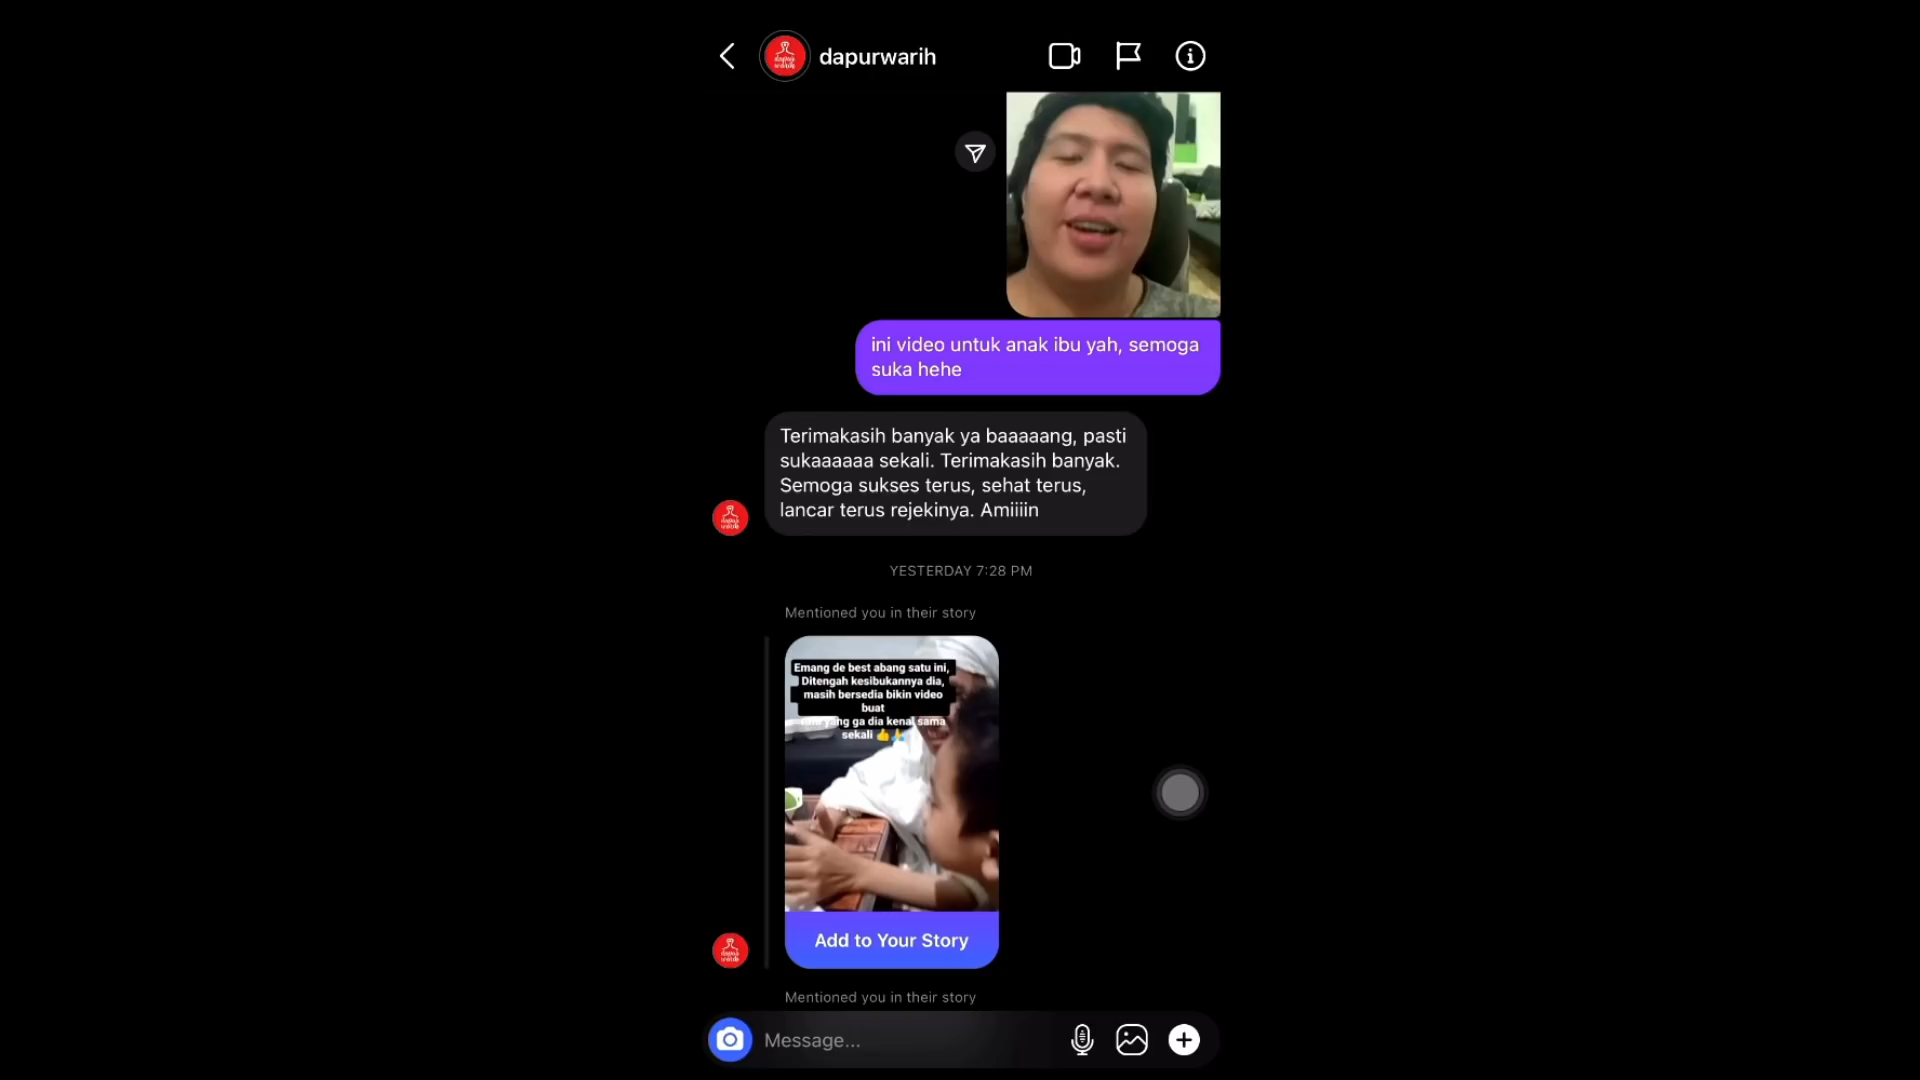 dapurwarih
ini video untuk anak ibu yah, semoga
suka hehe
Terimakasih banyak ya baaaaang, pasti
sukaaaaaa sekali. Terimakasih banyak.
Semoga sukses terus, sehat terus,
lancar terus rejekinya. Amiiiin
YESTERDAY 7:28 PM
Mentioned you in their story
Emang de best abang satu ini,
Ditengah kesibukannya dia,
masih bersedia bikin video
buat
yang ga dia kenal sama
sekali 👍🙏
Add to Your Story
Mentioned you in their story
Message...